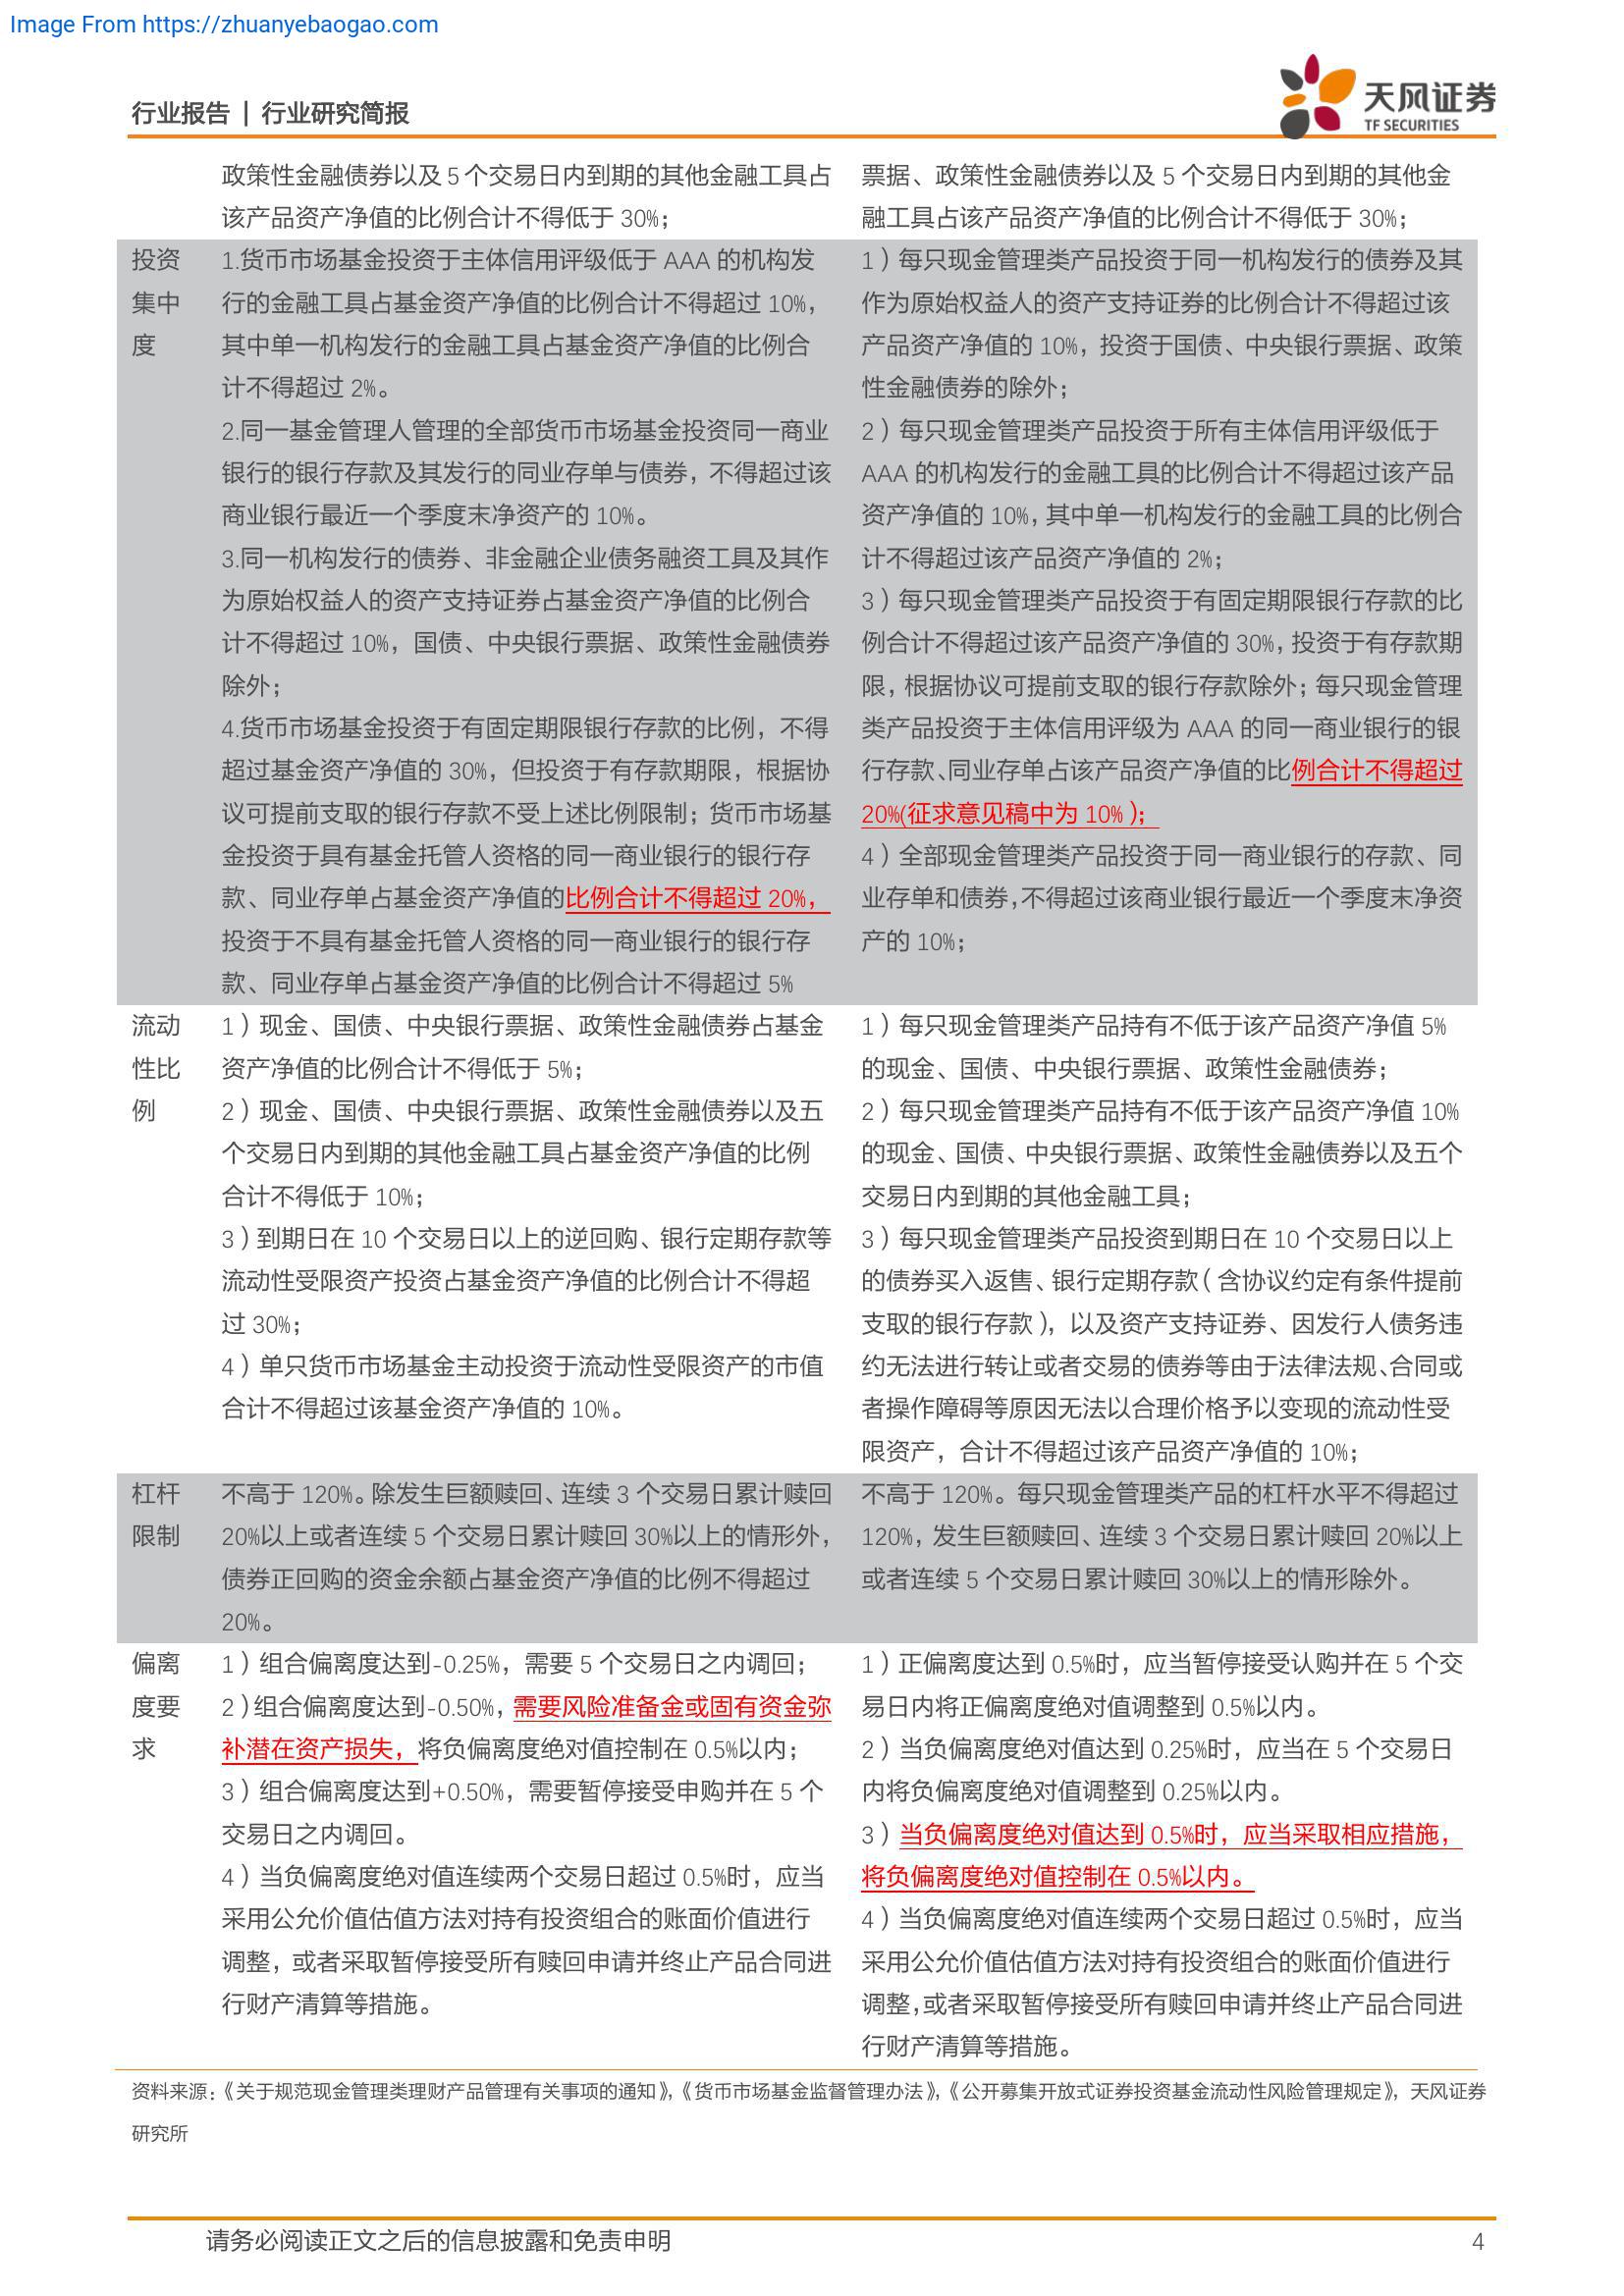 Image From https://zhuanyebaogao.com
行业报告 | 行业研究简报
天风证券
TF SECURITIES
政策性金融债券以及 5 个交易日内到期的其他金融工具占
该产品资产净值的比例合计不得低于 30%；
票据、政策性金融债券以及 5 个交易日内到期的其他金
融工具占该产品资产净值的比例合计不得低于 30%；
投资
集中
度
1.货币市场基金投资于主体信用评级低于 AAA 的机构发
行的金融工具占基金资产净值的比例合计不得超过 10%，
其中单一机构发行的金融工具占基金资产净值的比例合
计不得超过 2%。
2.同一基金管理人管理的全部货币市场基金投资同一商业
银行的银行存款及其发行的同业存单与债券，不得超过该
商业银行最近一个季度末净资产的 10%。
3.同一机构发行的债券、非金融企业债务融资工具及其作
为原始权益人的资产支持证券占基金资产净值的比例合
计不得超过 10%，国债、中央银行票据、政策性金融债券
除外；
4.货币市场基金投资于有固定期限银行存款的比例，不得
超过基金资产净值的 30%，但投资于有存款期限，根据协
议可提前支取的银行存款不受上述比例限制；货币市场基
金投资于具有基金托管人资格的同一商业银行的银行存
款、同业存单占基金资产净值的比例合计不得超过 20%，
投资于不具有基金托管人资格的同一商业银行的银行存
款、同业存单占基金资产净值的比例合计不得超过 5%
1）每只现金管理类产品投资于同一机构发行的债券及其
作为原始权益人的资产支持证券的比例合计不得超过该
产品资产净值的 10%，投资于国债、中央银行票据、政策
性金融债券的除外；
2）每只现金管理类产品投资于所有主体信用评级低于
AAA 的机构发行的金融工具的比例合计不得超过该产品
资产净值的 10%，其中单一机构发行的金融工具的比例合
计不得超过该产品资产净值的 2%；
3）每只现金管理类产品投资于有固定期限银行存款的比
例合计不得超过该产品资产净值的 30%，投资于有存款期
限，根据协议可提前支取的银行存款除外；每只现金管理
类产品投资于主体信用评级为 AAA 的同一商业银行的银
行存款、同业存单占该产品资产净值的比例合计不得超过
20%(征求意见稿中为 10%）；
4）全部现金管理类产品投资于同一商业银行的存款、同
业存单和债券，不得超过该商业银行最近一个季度末净资
产的 10%；
流动
性比
例
1）现金、国债、中央银行票据、政策性金融债券占基金
资产净值的比例合计不得低于 5%；
2）现金、国债、中央银行票据、政策性金融债券以及五
个交易日内到期的其他金融工具占基金资产净值的比例
合计不得低于 10%；
3）到期日在 10 个交易日以上的逆回购、银行定期存款等
流动性受限资产投资占基金资产净值的比例合计不得超
过 30%；
4）单只货币市场基金主动投资于流动性受限资产的市值
合计不得超过该基金资产净值的 10%。
1）每只现金管理类产品持有不低于该产品资产净值 5%
的现金、国债、中央银行票据、政策性金融债券；
2）每只现金管理类产品持有不低于该产品资产净值 10%
的现金、国债、中央银行票据、政策性金融债券以及五个
交易日内到期的其他金融工具；
3）每只现金管理类产品投资到期日在 10 个交易日以上
的债券买入返售、银行定期存款（含协议约定有条件提前
支取的银行存款），以及资产支持证券、因发行人债务违
约无法进行转让或者交易的债券等由于法律法规、合同或
者操作障碍等原因无法以合理价格予以变现的流动性受
限资产，合计不得超过该产品资产净值的 10%；
杠杆
限制
不高于 120%。除发生巨额赎回、连续 3 个交易日累计赎回
20%以上或者连续 5 个交易日累计赎回 30%以上的情形外，
债券正回购的资金余额占基金资产净值的比例不得超过
20%。
不高于 120%。每只现金管理类产品的杠杆水平不得超过
120%，发生巨额赎回、连续 3 个交易日累计赎回 20%以上
或者连续 5 个交易日累计赎回 30%以上的情形除外。
偏离
度要
求
1）组合偏离度达到-0.25%，需要 5 个交易日之内调回；
2）组合偏离度达到-0.50%，需要风险准备金或固有资金弥
补潜在资产损失，将负偏离度绝对值控制在 0.5%以内；
3）组合偏离度达到+0.50%，需要暂停接受申购并在 5 个
交易日之内调回。
4）当负偏离度绝对值连续两个交易日超过 0.5%时，应当
采用公允价值估值方法对持有投资组合的账面价值进行
调整，或者采取暂停接受所有赎回申请并终止产品合同进
行财产清算等措施。
1）正偏离度达到 0.5%时，应当暂停接受认购并在 5 个交
易日内将正偏离度绝对值调整到 0.5%以内。
2）当负偏离度绝对值达到 0.25%时，应当在 5 个交易日
内将负偏离度绝对值调整到 0.25%以内。
3）当负偏离度绝对值达到 0.5%时，应当采取相应措施，
将负偏离度绝对值控制在 0.5%以内。
4）当负偏离度绝对值连续两个交易日超过 0.5%时，应当
采用公允价值估值方法对持有投资组合的账面价值进行
调整，或者采取暂停接受所有赎回申请并终止产品合同进
行财产清算等措施。
资料来源：《关于规范现金管理类理财产品管理有关事项的通知》，《货币市场基金监督管理办法》，《公开募集开放式证券投资基金流动性风险管理规定》，天风证券
研究所
请务必阅读正文之后的信息披露和免责申明
4